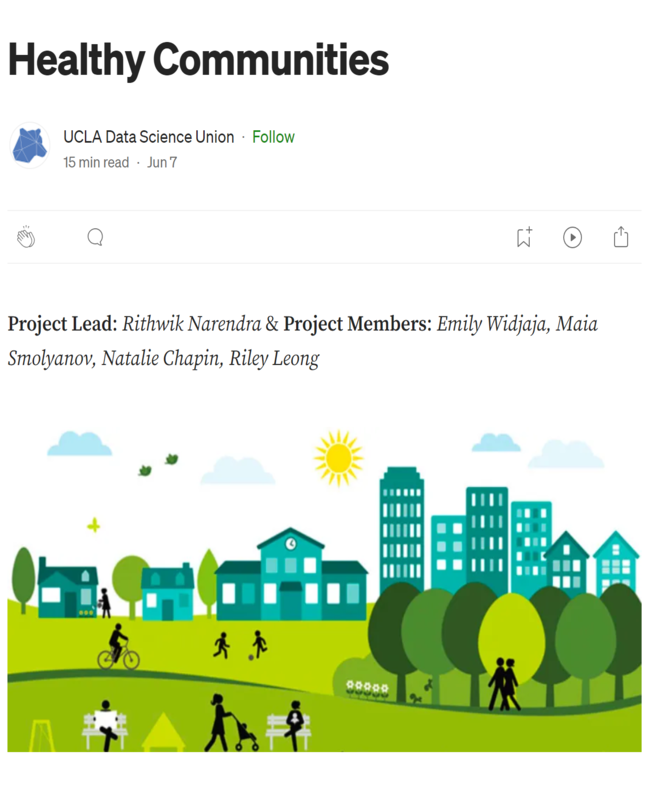 Healthy Communities
UCLA Data Science Union · Follow
15 min read · Jun 7
Project Lead: Rithwik Narendra & Project Members: Emily Widjaja, Maia
Smolyanov, Natalie Chapin, Riley Leong